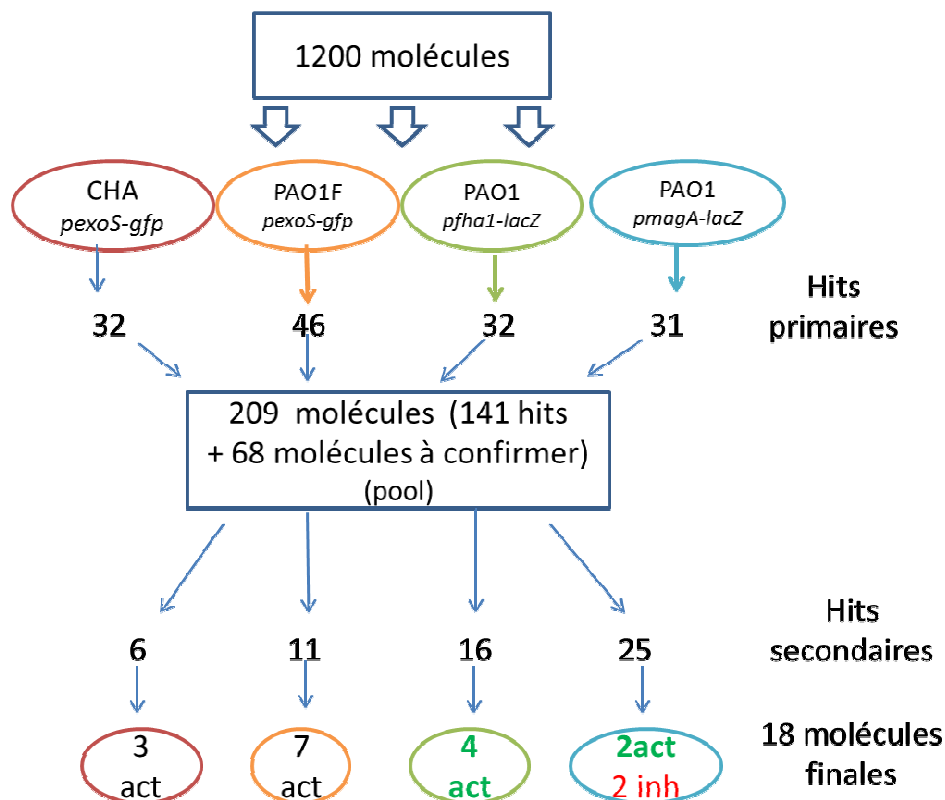 1200 molécules
CHA
pexoS-gfp
PAO1F
pexoS-gfp
PAO1
pfha1-lacZ
PAO1
pmagA-lacZ
Hits
primaires
32
46
32
31
209 molécules (141 hits
+ 68 molécules à confirmer)
(pool)
Hits
secondaires
6
11
16
25
18 molécules
finales
3
act
7
act
4
act
2act
2 inh